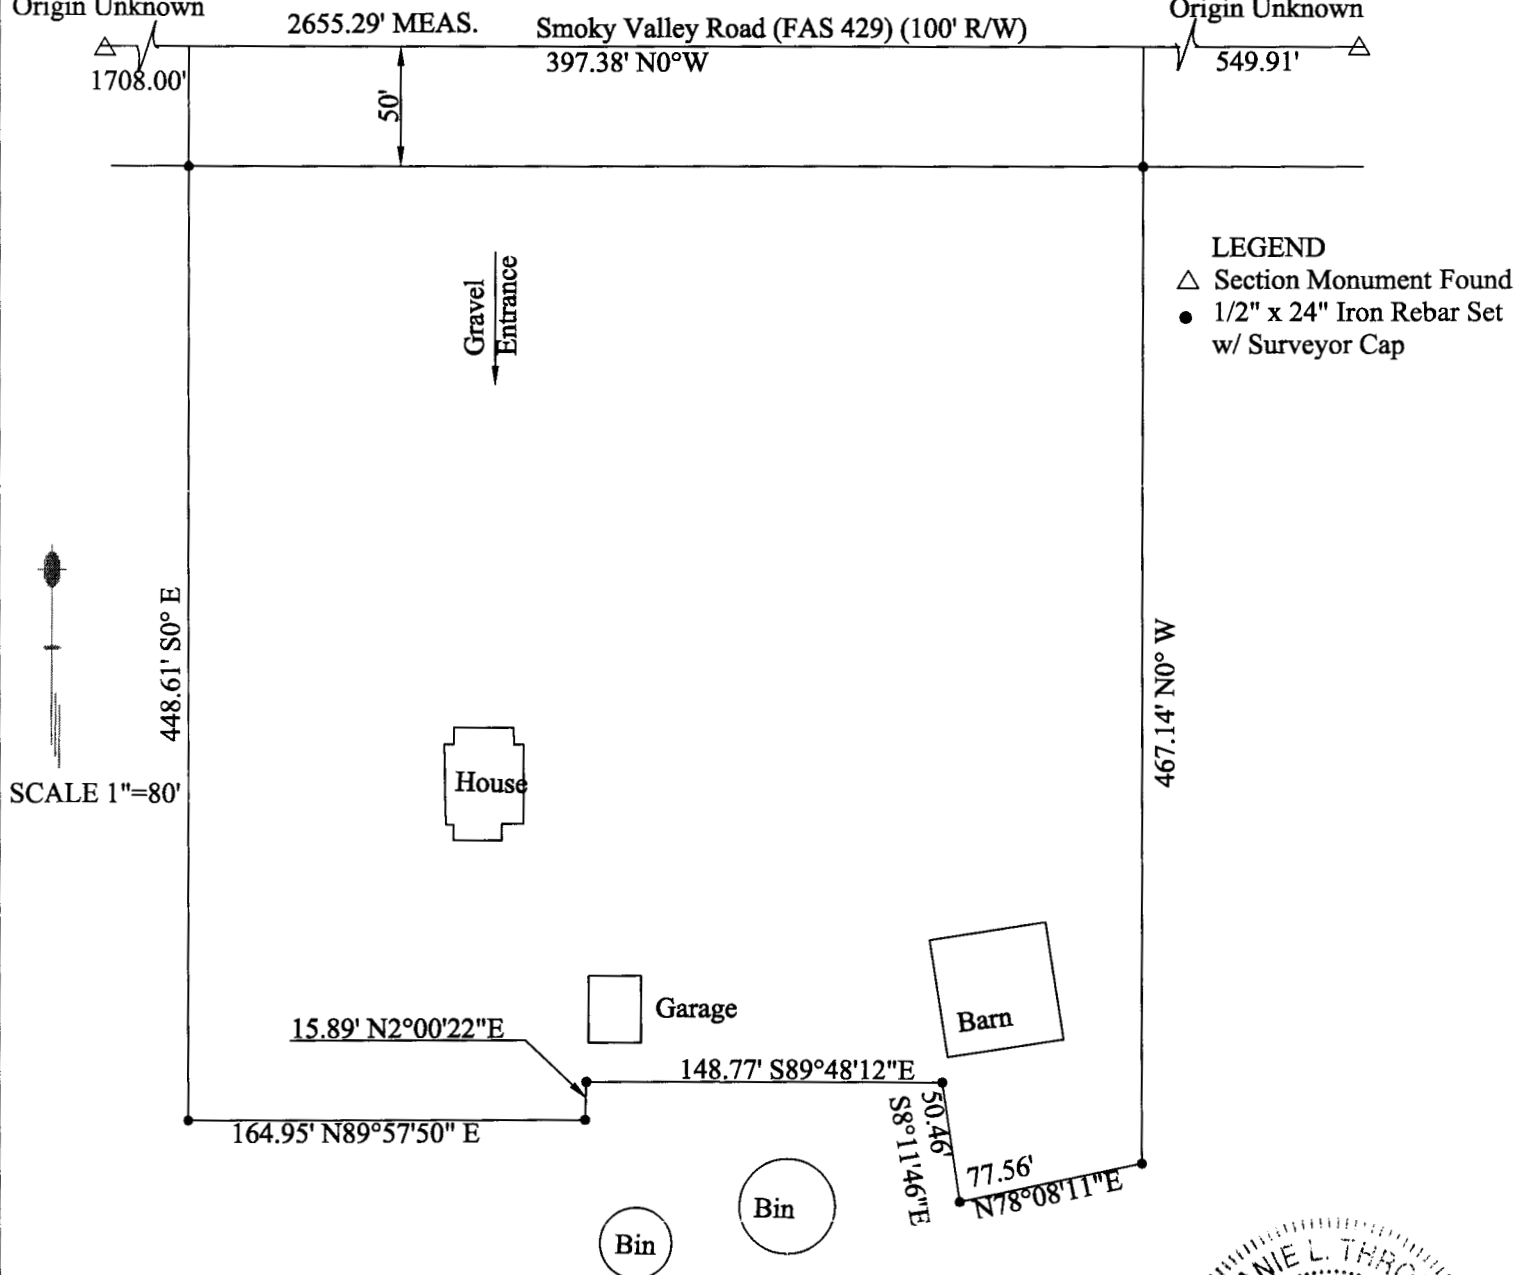 Origin Unknown
2655.29' MEAS.
Smoky Valley Road (FAS 429) (100' R/W)
Origin Unknown
1708.00'
397.38' N0°W
549.91'
50'
LEGEND
Section Monument Found
1/2" x 24" Iron Rebar Set
w/ Surveyor Cap
Gravel
Entrance
448.61' S0° E
467.14' N0° W
SCALE 1"=80'
House
Garage
Barn
15.89' N2°00'22"E
148.77' S89°48'12"E
164.95' N89°57'50" E
50.46'
S8°11'46"E
77.56'
N78°08'11"E
Bin
Bin
L.